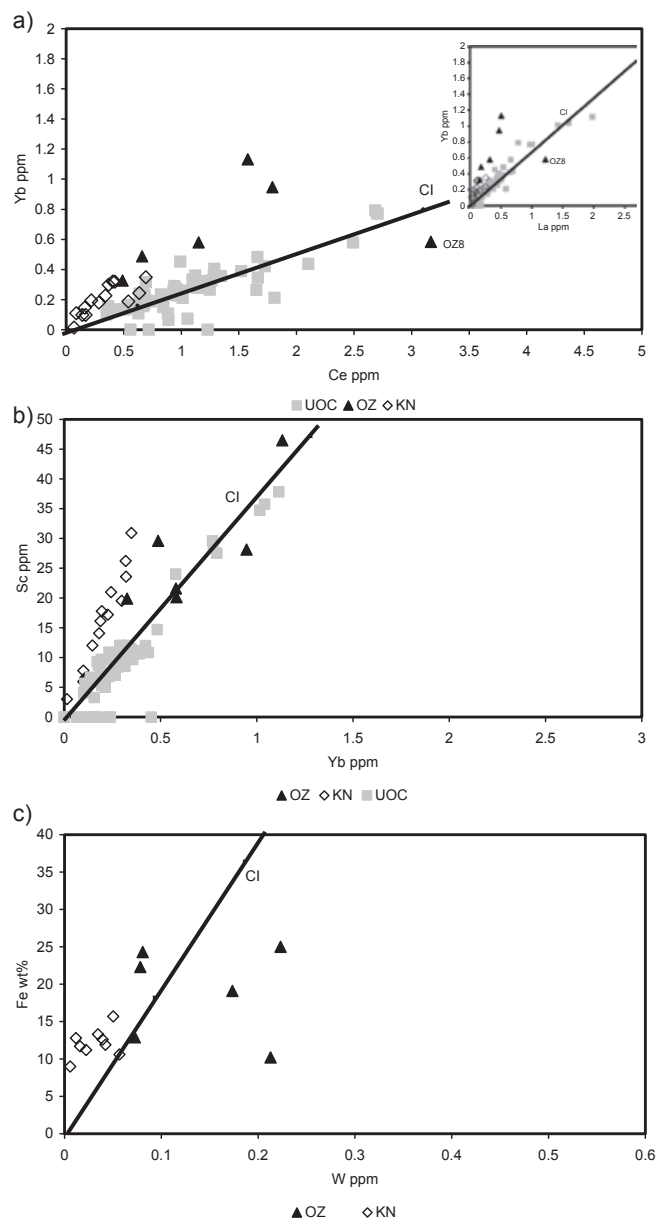 a)
2
1.8
1.6
1.4
1.2
1
0.8
0.6
0.4
0.2
0
Yb ppm
0 0.5 1 1.5 2 2.5 3 3.5 4 4.5 5
Ce ppm
CI
OZ8
2
1.8
1.6
1.4
1.2
1
0.8
0.6
0.4
0.2
0
Yb ppm
CI
OZ8
0 0.5 1 1.5 2 2.5
La ppm
UOC OZ KN
b)
50
45
40
35
30
25
20
15
10
5
0
Sc ppm
CI
0 0.5 1 1.5 2 2.5 3
Yb ppm
OZ KN UOC
c)
40
35
30
25
20
15
10
5
0
Fe wt%
CI
0 0.1 0.2 0.3 0.4 0.5 0.6
W ppm
OZ KN